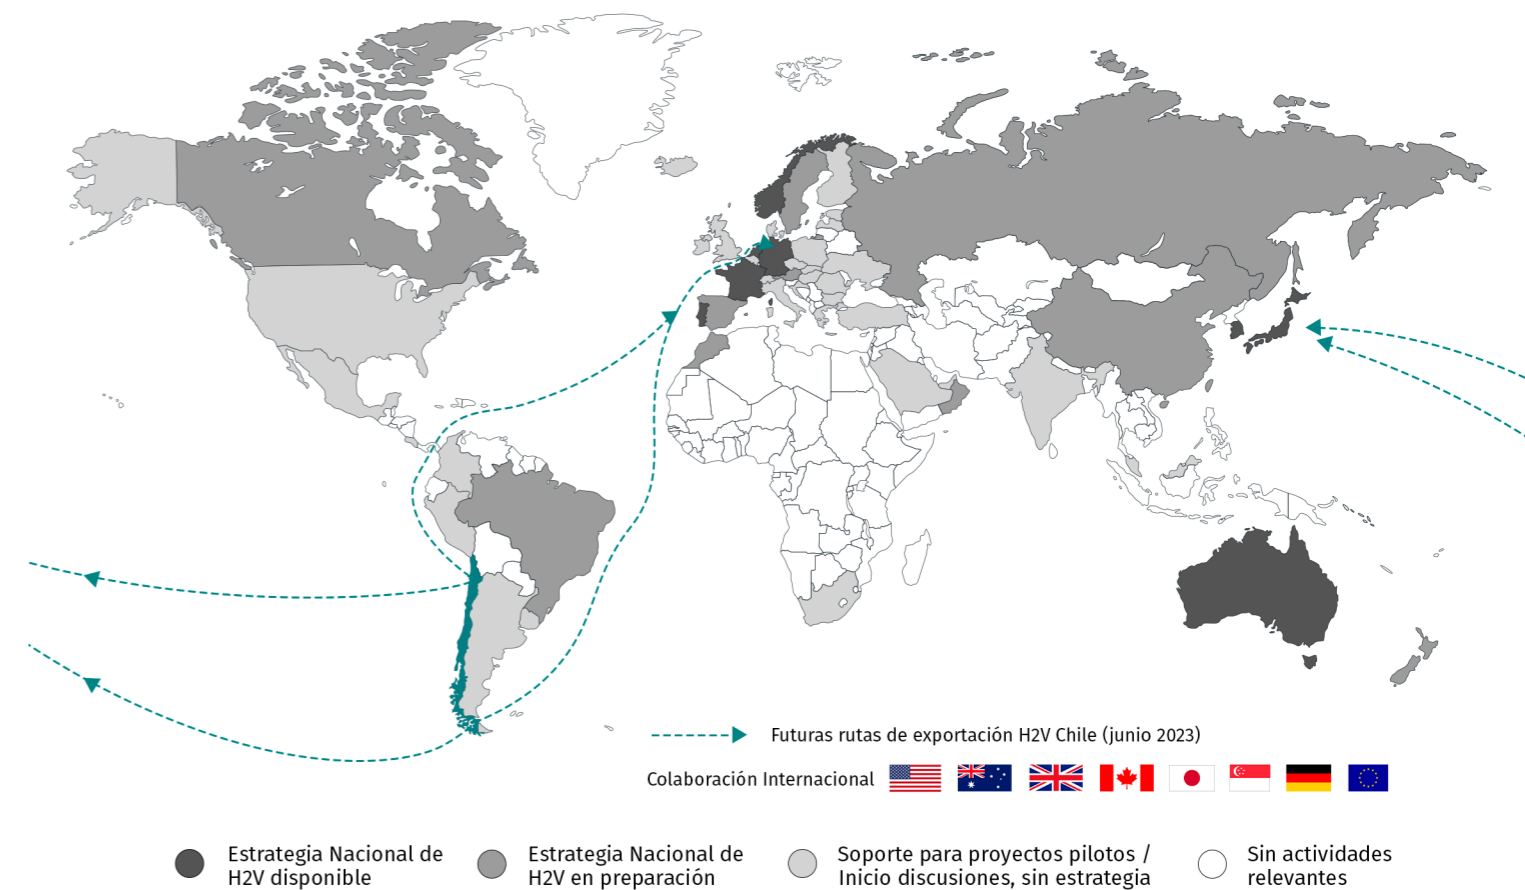 Futuras rutas de exportación H2V Chile (junio 2023)
Colaboración Internacional
Estrategia Nacional de
H2V disponible
Estrategia Nacional de
H2V en preparación
Soporte para proyectos pilotos /
Inicio discusiones, sin estrategia
Sin actividades
relevantes